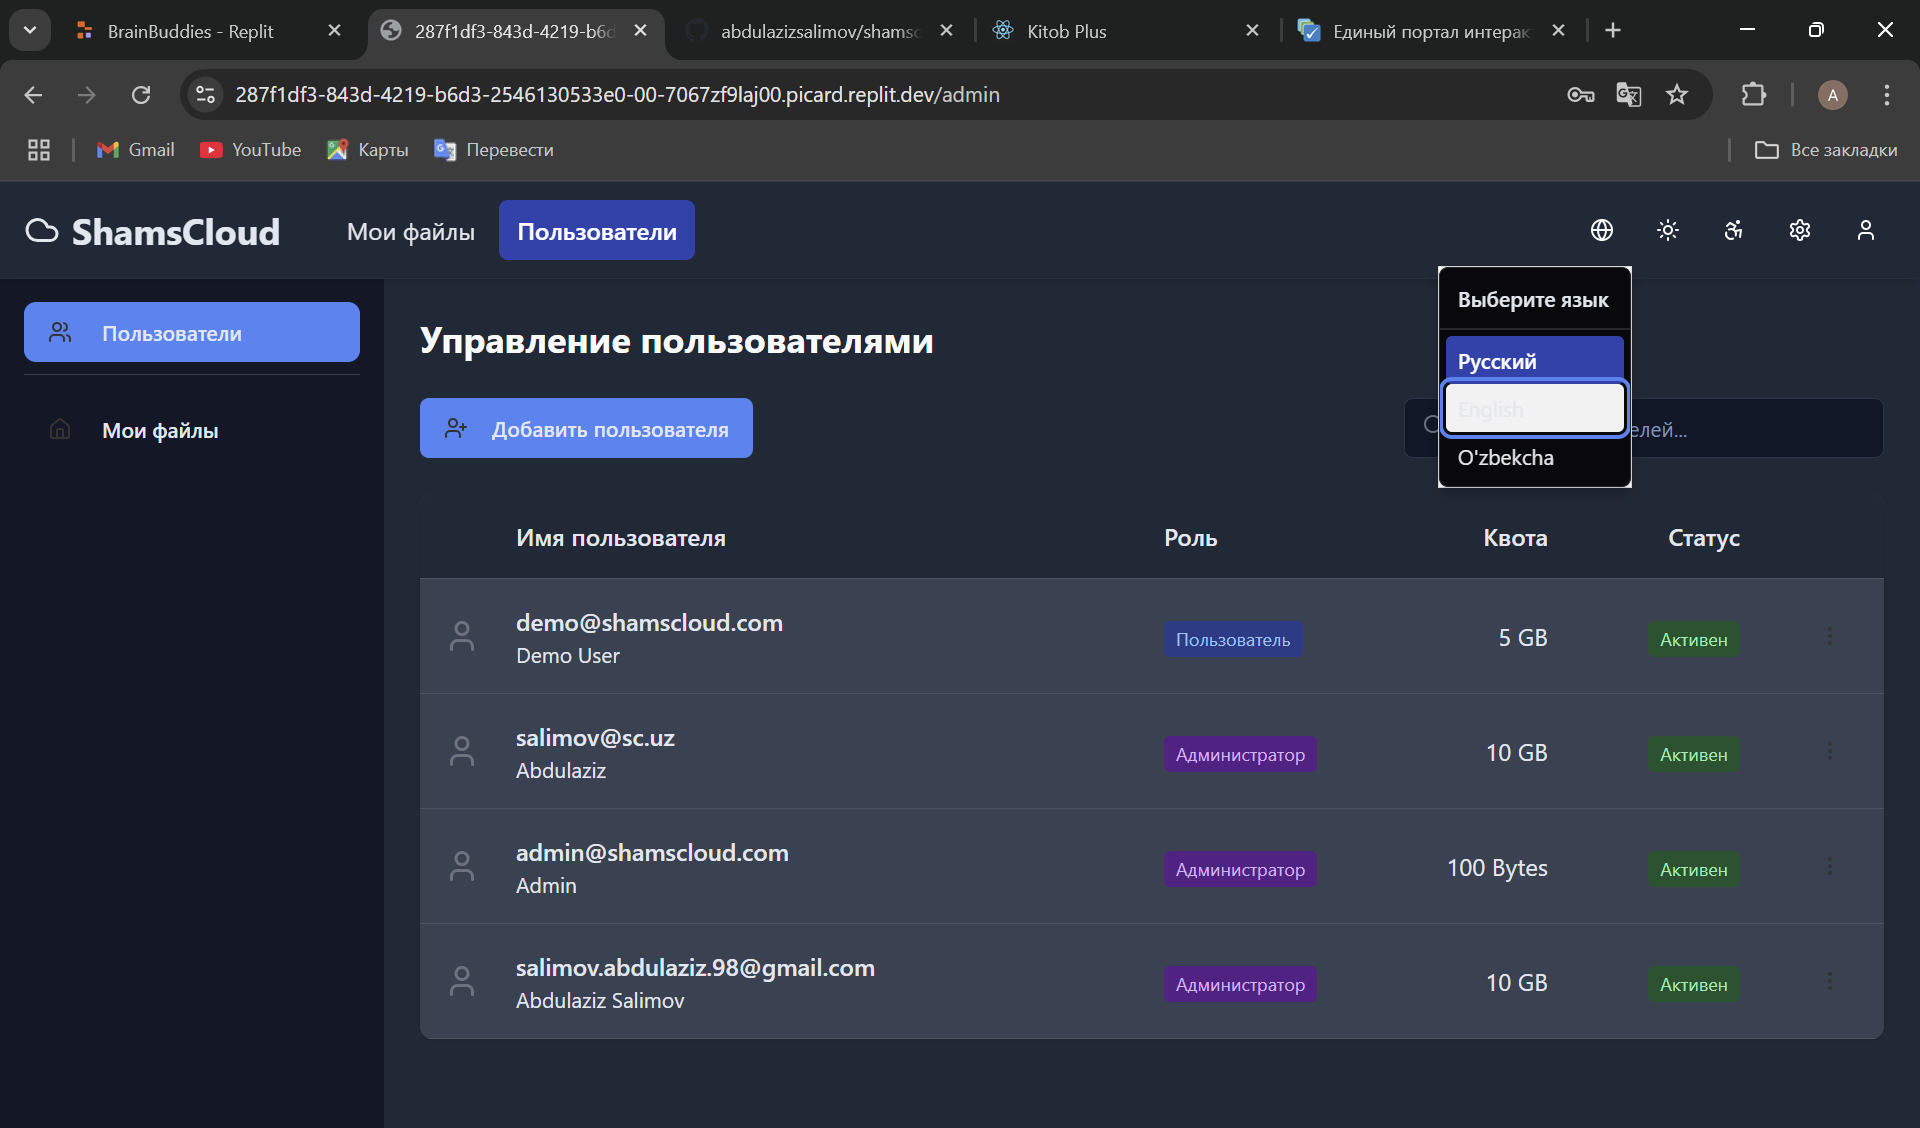 BrainBuddies - Replit
287f1df3-843d-4219-b6d
abdulazizsalimov/shamsc
Kitob Plus
Единый портал интерак
287f1df3-843d-4219-b6d3-2546130533e0-00-7067zf9laj00.picard.replit.dev/admin
A
Gmail
YouTube
Карты
Перевести
Все закладки
ShamsCloud
Мои файлы
Пользователи
Выберите язык
Русский
English
O'zbekcha
Пользователи
Мои файлы
Управление пользователями
Добавить пользователя
елей...
Имя пользователя Роль Квота Статус
demo@shamscloud.com
Demo User
Пользователь 5 GB Активен
salimov@sc.uz
Abdulaziz
Администратор 10 GB Активен
admin@shamscloud.com
Admin
Администратор 100 Bytes Активен
salimov.abdulaziz.98@gmail.com
Abdulaziz Salimov
Администратор 10 GB Активен